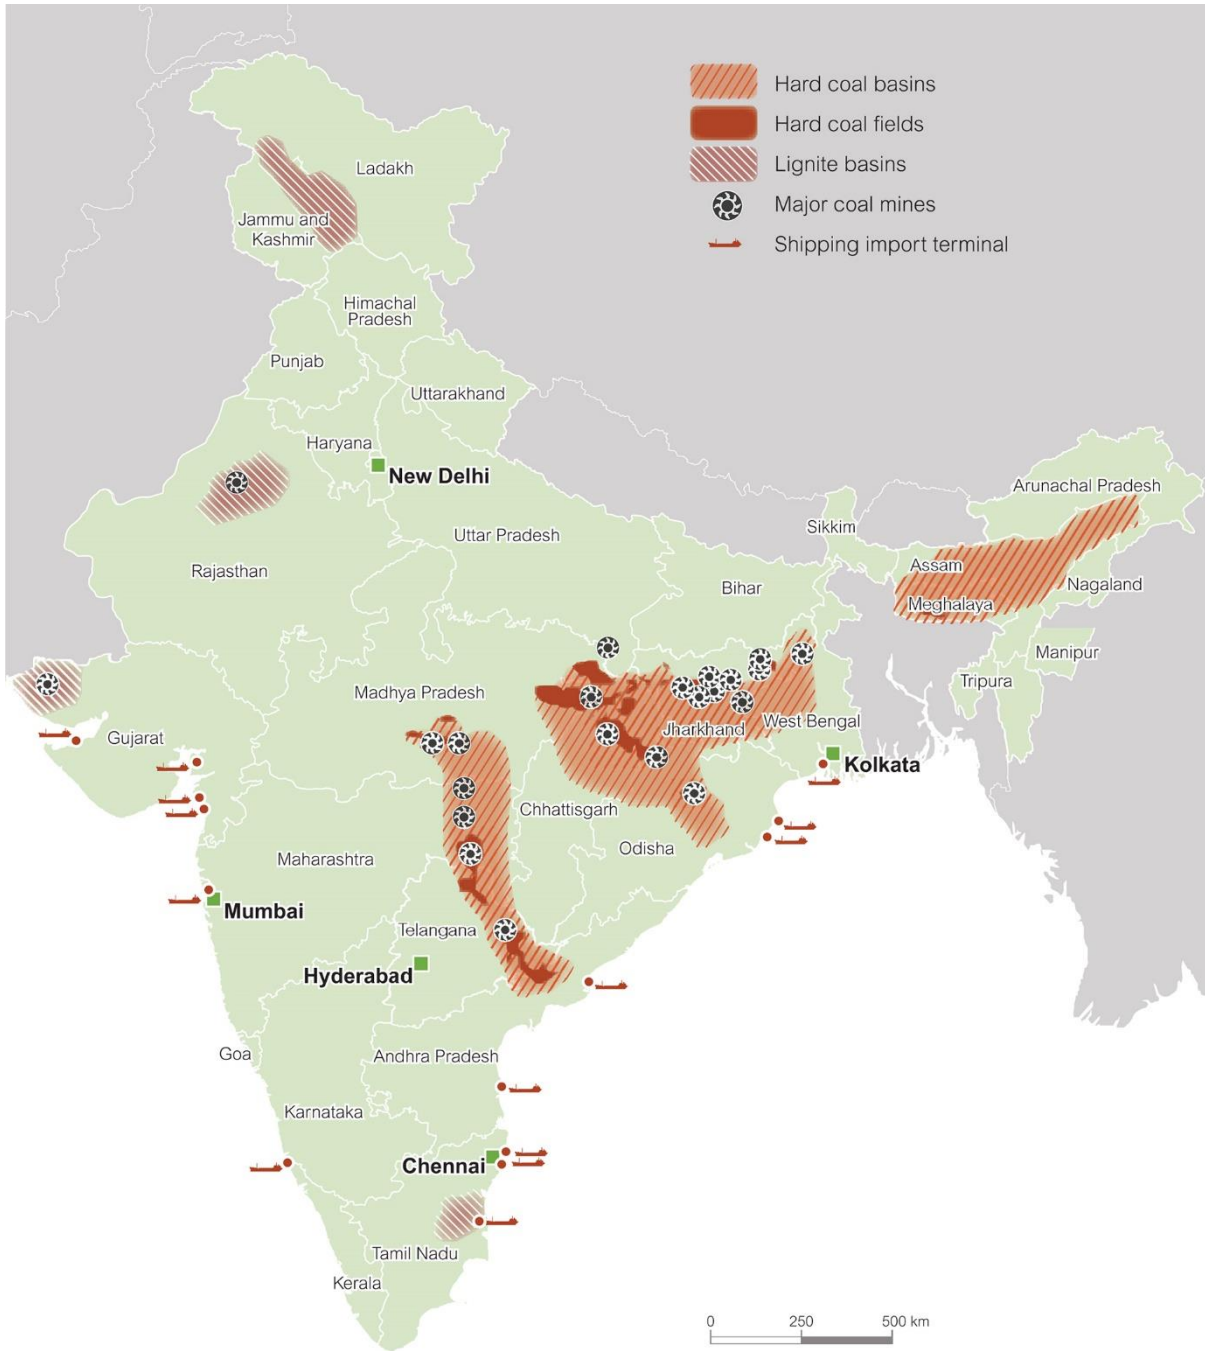 Hard coal basins
Hard coal fields
Lignite basins
Major coal mines
Shipping import terminal
Ladakh
Jammu and
Kashmir
Himachal
Pradesh
Punjab
Uttarakhand
Haryana
New Delhi
Arunachal Pradesh
Sikkim
Uttar Pradesh
Rajasthan
Assam
Nagaland
Bihar
Meghalaya
Manipur
Tripura
Madhya Pradesh
Gujarat
Jharkhand
West Bengal
Kolkata
Chhattisgarh
Odisha
Maharashtra
Mumbai
Telangana
Hyderabad
Goa
Andhra Pradesh
Karnataka
Chennai
Tamil Nadu
Kerala
0 250 500 km